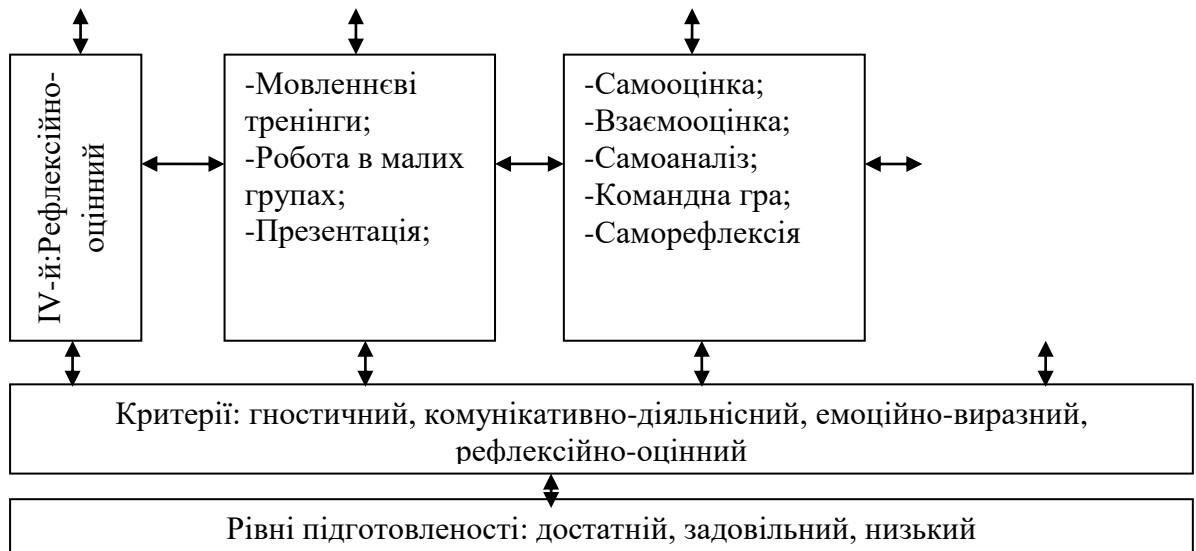 IV-й:Рефлексійно-
оцінний
-Мовленнєві
тренінги;
-Робота в малих
групах;
-Презентація;
-Самооцінка;
-Взаємооцінка;
-Самоаналіз;
-Командна гра;
-Саморефлексія
Критерії: гностичний, комунікативно-діяльнісний, емоційно-виразний,
рефлексійно-оцінний
Рівні підготовленості: достатній, задовільний, низький